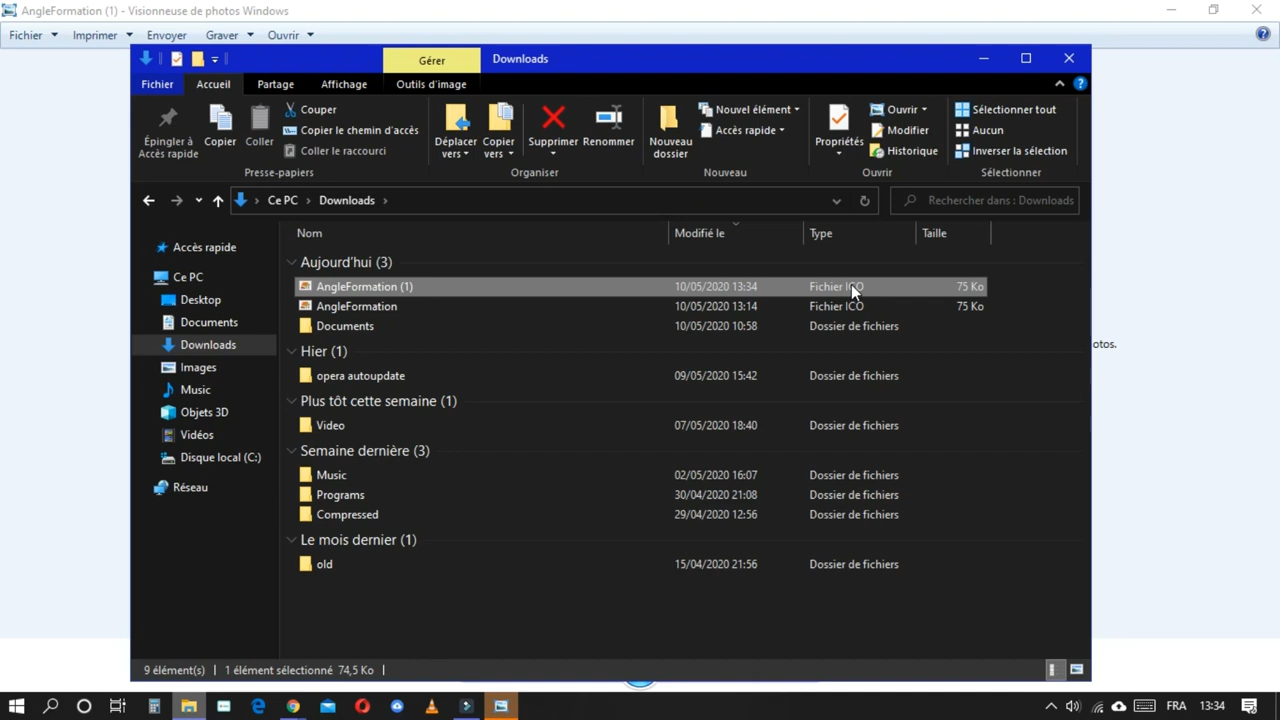 AngleFormation (1) - Visionneuse de photos Windows
Fichier Imprimer Envoyer Graver Ouvrir
Gérer Downloads
Fichier Accueil Partage Affichage Outils d'image
Épingler à Accès rapide
Copier
Coller
Couper
Copier le chemin d'accès
Coller le raccourci
Presse-papiers
Déplacer vers
Copier vers
Supprimer
Renommer
Organiser
Nouveau dossier
Nouvel élément
Accès rapide
Nouveau
Propriétés
Ouvrir
Modifier
Historique
Ouvrir
Sélectionner tout
Aucun
Inverser la sélection
Sélectionner
Ce PC > Downloads >
Rechercher dans : Downloads
Accès rapide
Ce PC
Desktop
Documents
Downloads
Images
Music
Objets 3D
Vidéos
Disque local (C:)
Réseau
Nom Modifié le Type Taille
Aujourd'hui (3)
AngleFormation (1) 10/05/2020 13:34 Fichier ICO 75 Ko
AngleFormation 10/05/2020 13:14 Fichier ICO 75 Ko
Documents 10/05/2020 10:58 Dossier de fichiers
Hier (1)
opera autoupdate 09/05/2020 15:42 Dossier de fichiers
Plus tôt cette semaine (1)
Video 07/05/2020 18:40 Dossier de fichiers
Semaine dernière (3)
Music 02/05/2020 16:07 Dossier de fichiers
Programs 30/04/2020 21:08 Dossier de fichiers
Compressed 29/04/2020 12:56 Dossier de fichiers
Le mois dernier (1)
old 15/04/2020 21:56 Dossier de fichiers
otos.
9 élément(s) 1 élément sélectionné 74,5 Ko
FRA 13:34